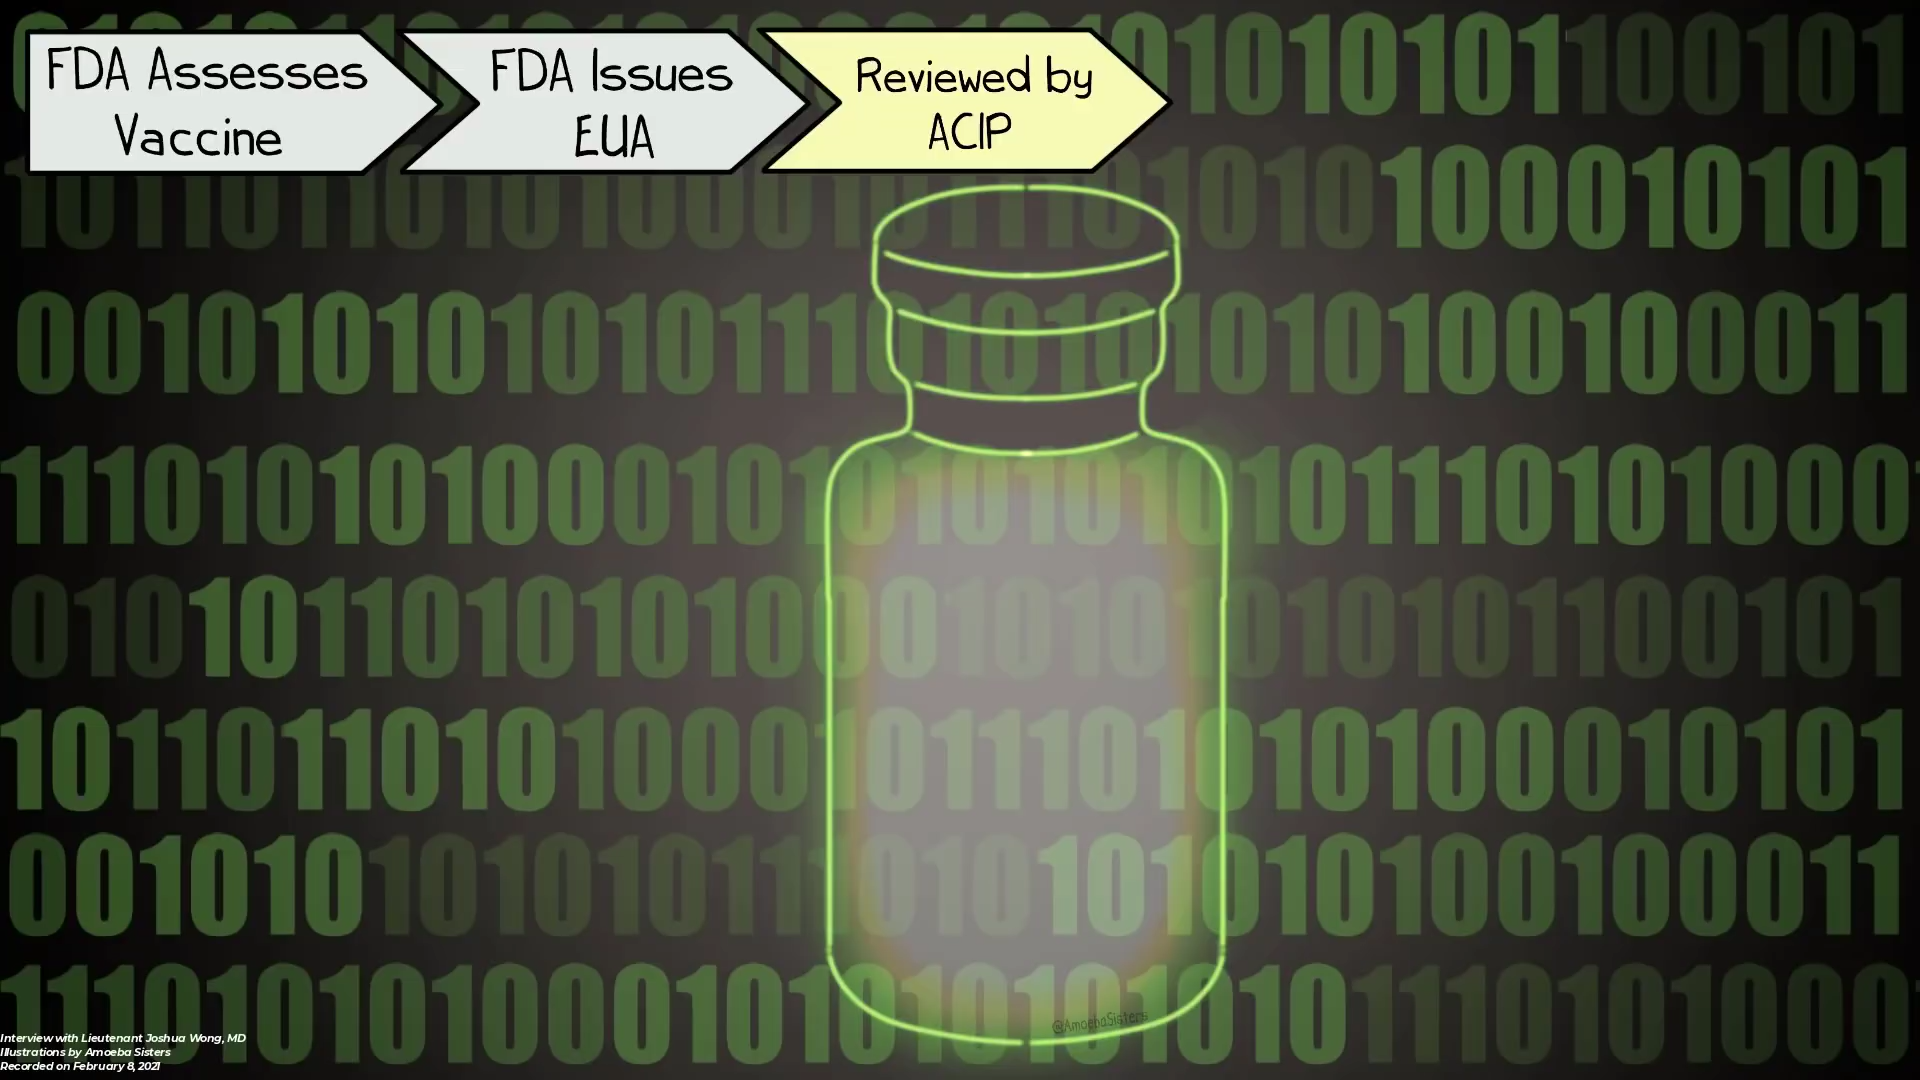 FDA Assesses
Vaccine
FDA Issues
EUA
Reviewed by
ACIP
@AmoebaSisters
Interview with Lieutenant Joshua Wong, MD
Illustrations by Amoeba Sisters
Recorded on February 8, 2021